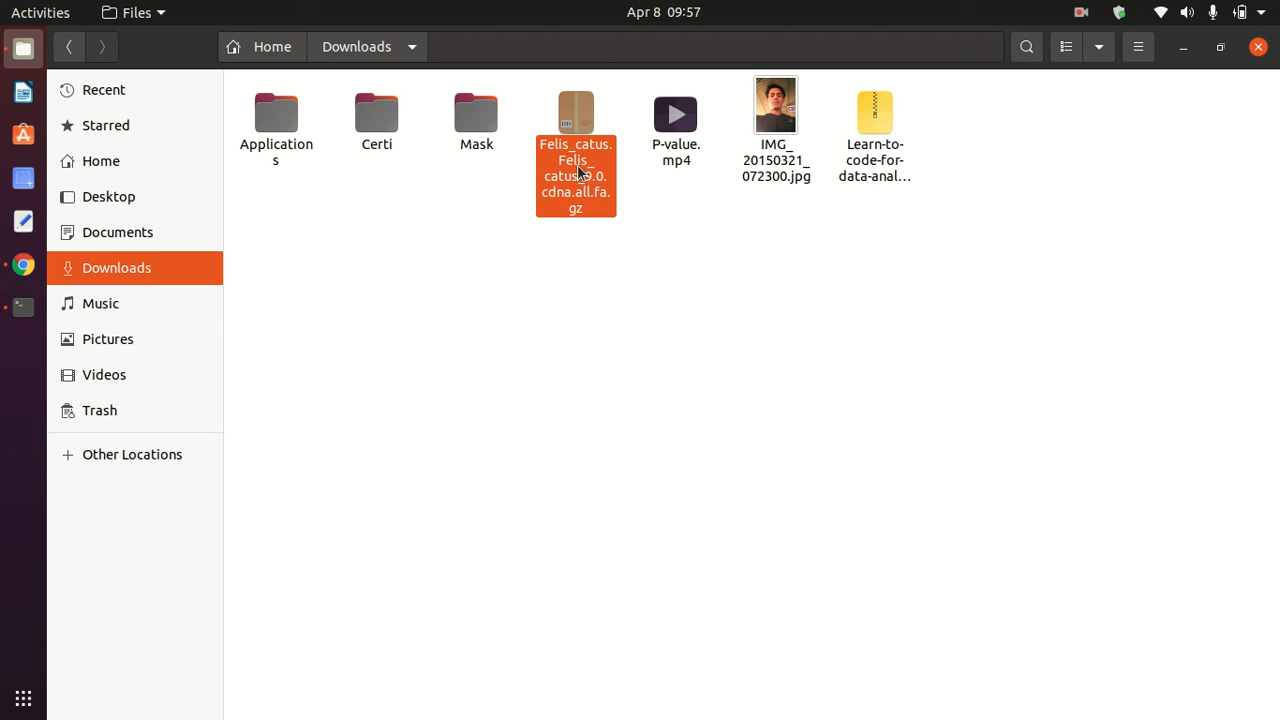 Activities Files Apr 8 09:57
Home Downloads
Recent
Starred
Home
Desktop
Documents
Downloads
Music
Pictures
Videos
Trash
Other Locations
Application
s
Certi
Mask
Felis_catus.
Felis_
catus_9.0.
cdna.all.fa.
gz
P-value.
mp4
IMG_
20150321_
072300.jpg
Learn-to-
code-for-
data-anal...